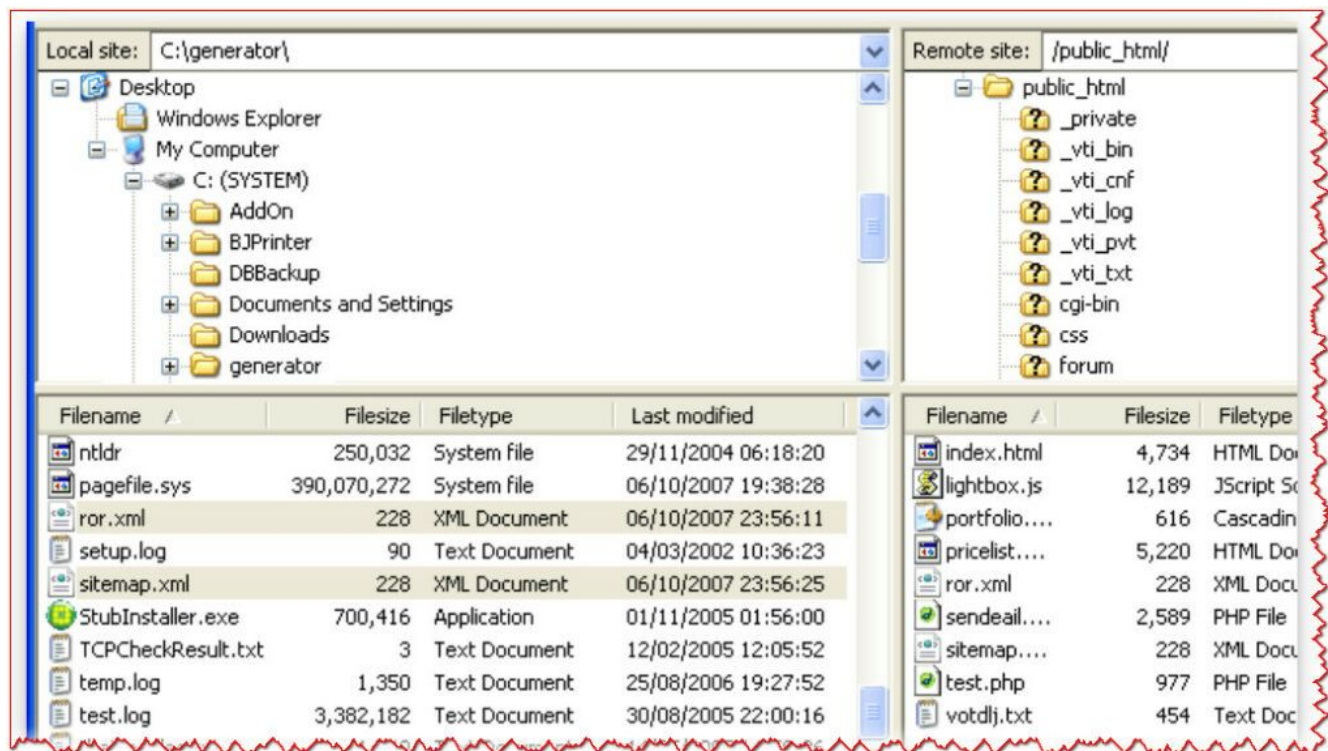 Local site: C:\generator\
Desktop
Windows Explorer
My Computer
C: (SYSTEM)
AddOn
BJPrinter
DBBackup
Documents and Settings
Downloads
generator
Remote site: /public_html/
public_html
_private
_vti_bin
_vti_cnf
_vti_log
_vti_pvt
_vti_txt
cgi-bin
css
forum
Filename Filesize Filetype Last modified
ntldr 250,032 System file 29/11/2004 06:18:20
pagefile.sys 390,070,272 System file 06/10/2007 19:38:28
ror.xml 228 XML Document 06/10/2007 23:56:11
setup.log 90 Text Document 04/03/2002 10:36:23
sitemap.xml 228 XML Document 06/10/2007 23:56:25
StubInstaller.exe 700,416 Application 01/11/2005 01:56:00
TCPCheckResult.txt 3 Text Document 12/02/2005 12:05:52
temp.log 1,350 Text Document 25/08/2006 19:27:52
test.log 3,382,182 Text Document 30/08/2005 22:00:16
Filename Filesize Filetype
index.html 4,734 HTML Do
lightbox.js 12,189 JScript Sc
portfolio.... 616 Cascadin
pricelist.... 5,220 HTML Do
ror.xml 228 XML Docu
sendeail.... 2,589 PHP File
sitemap.... 228 XML Docu
test.php 977 PHP File
votdlj.txt 454 Text Doc